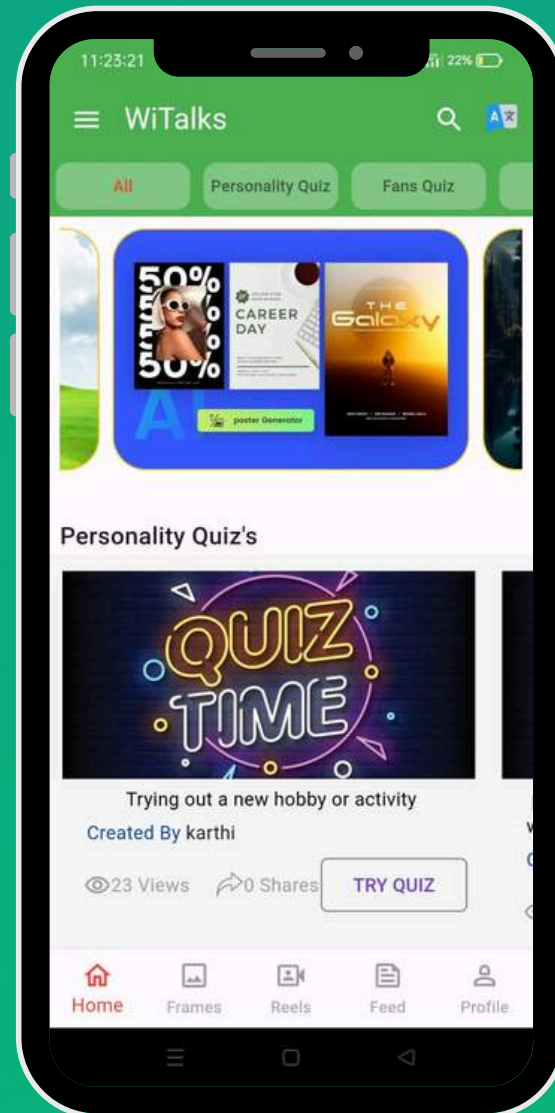 11:23:21 22%
WiTalks
A 文
All Personality Quiz Fans Quiz
50%
50%
50%
CAREER
DAY
THE
Galaxy
AI
poster Generator
Personality Quiz's
QUIZ
TIME
Trying out a new hobby or activity
Created By karthi
23 Views 0 Shares TRY QUIZ
Home Frames Reels Feed Profile